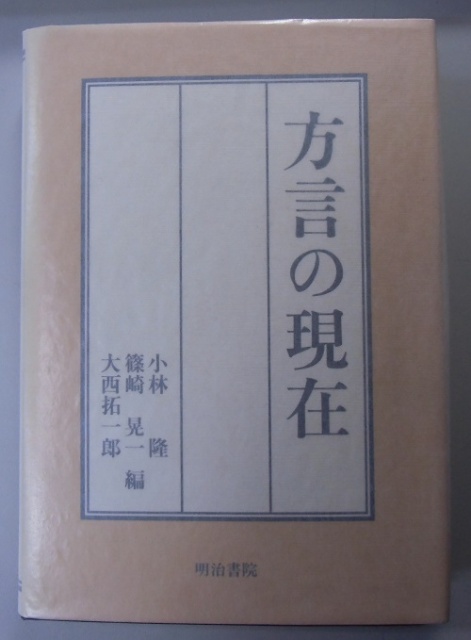 方言の現在
小林 隆
篠崎 晃一 編
大西拓一郎
明治書院